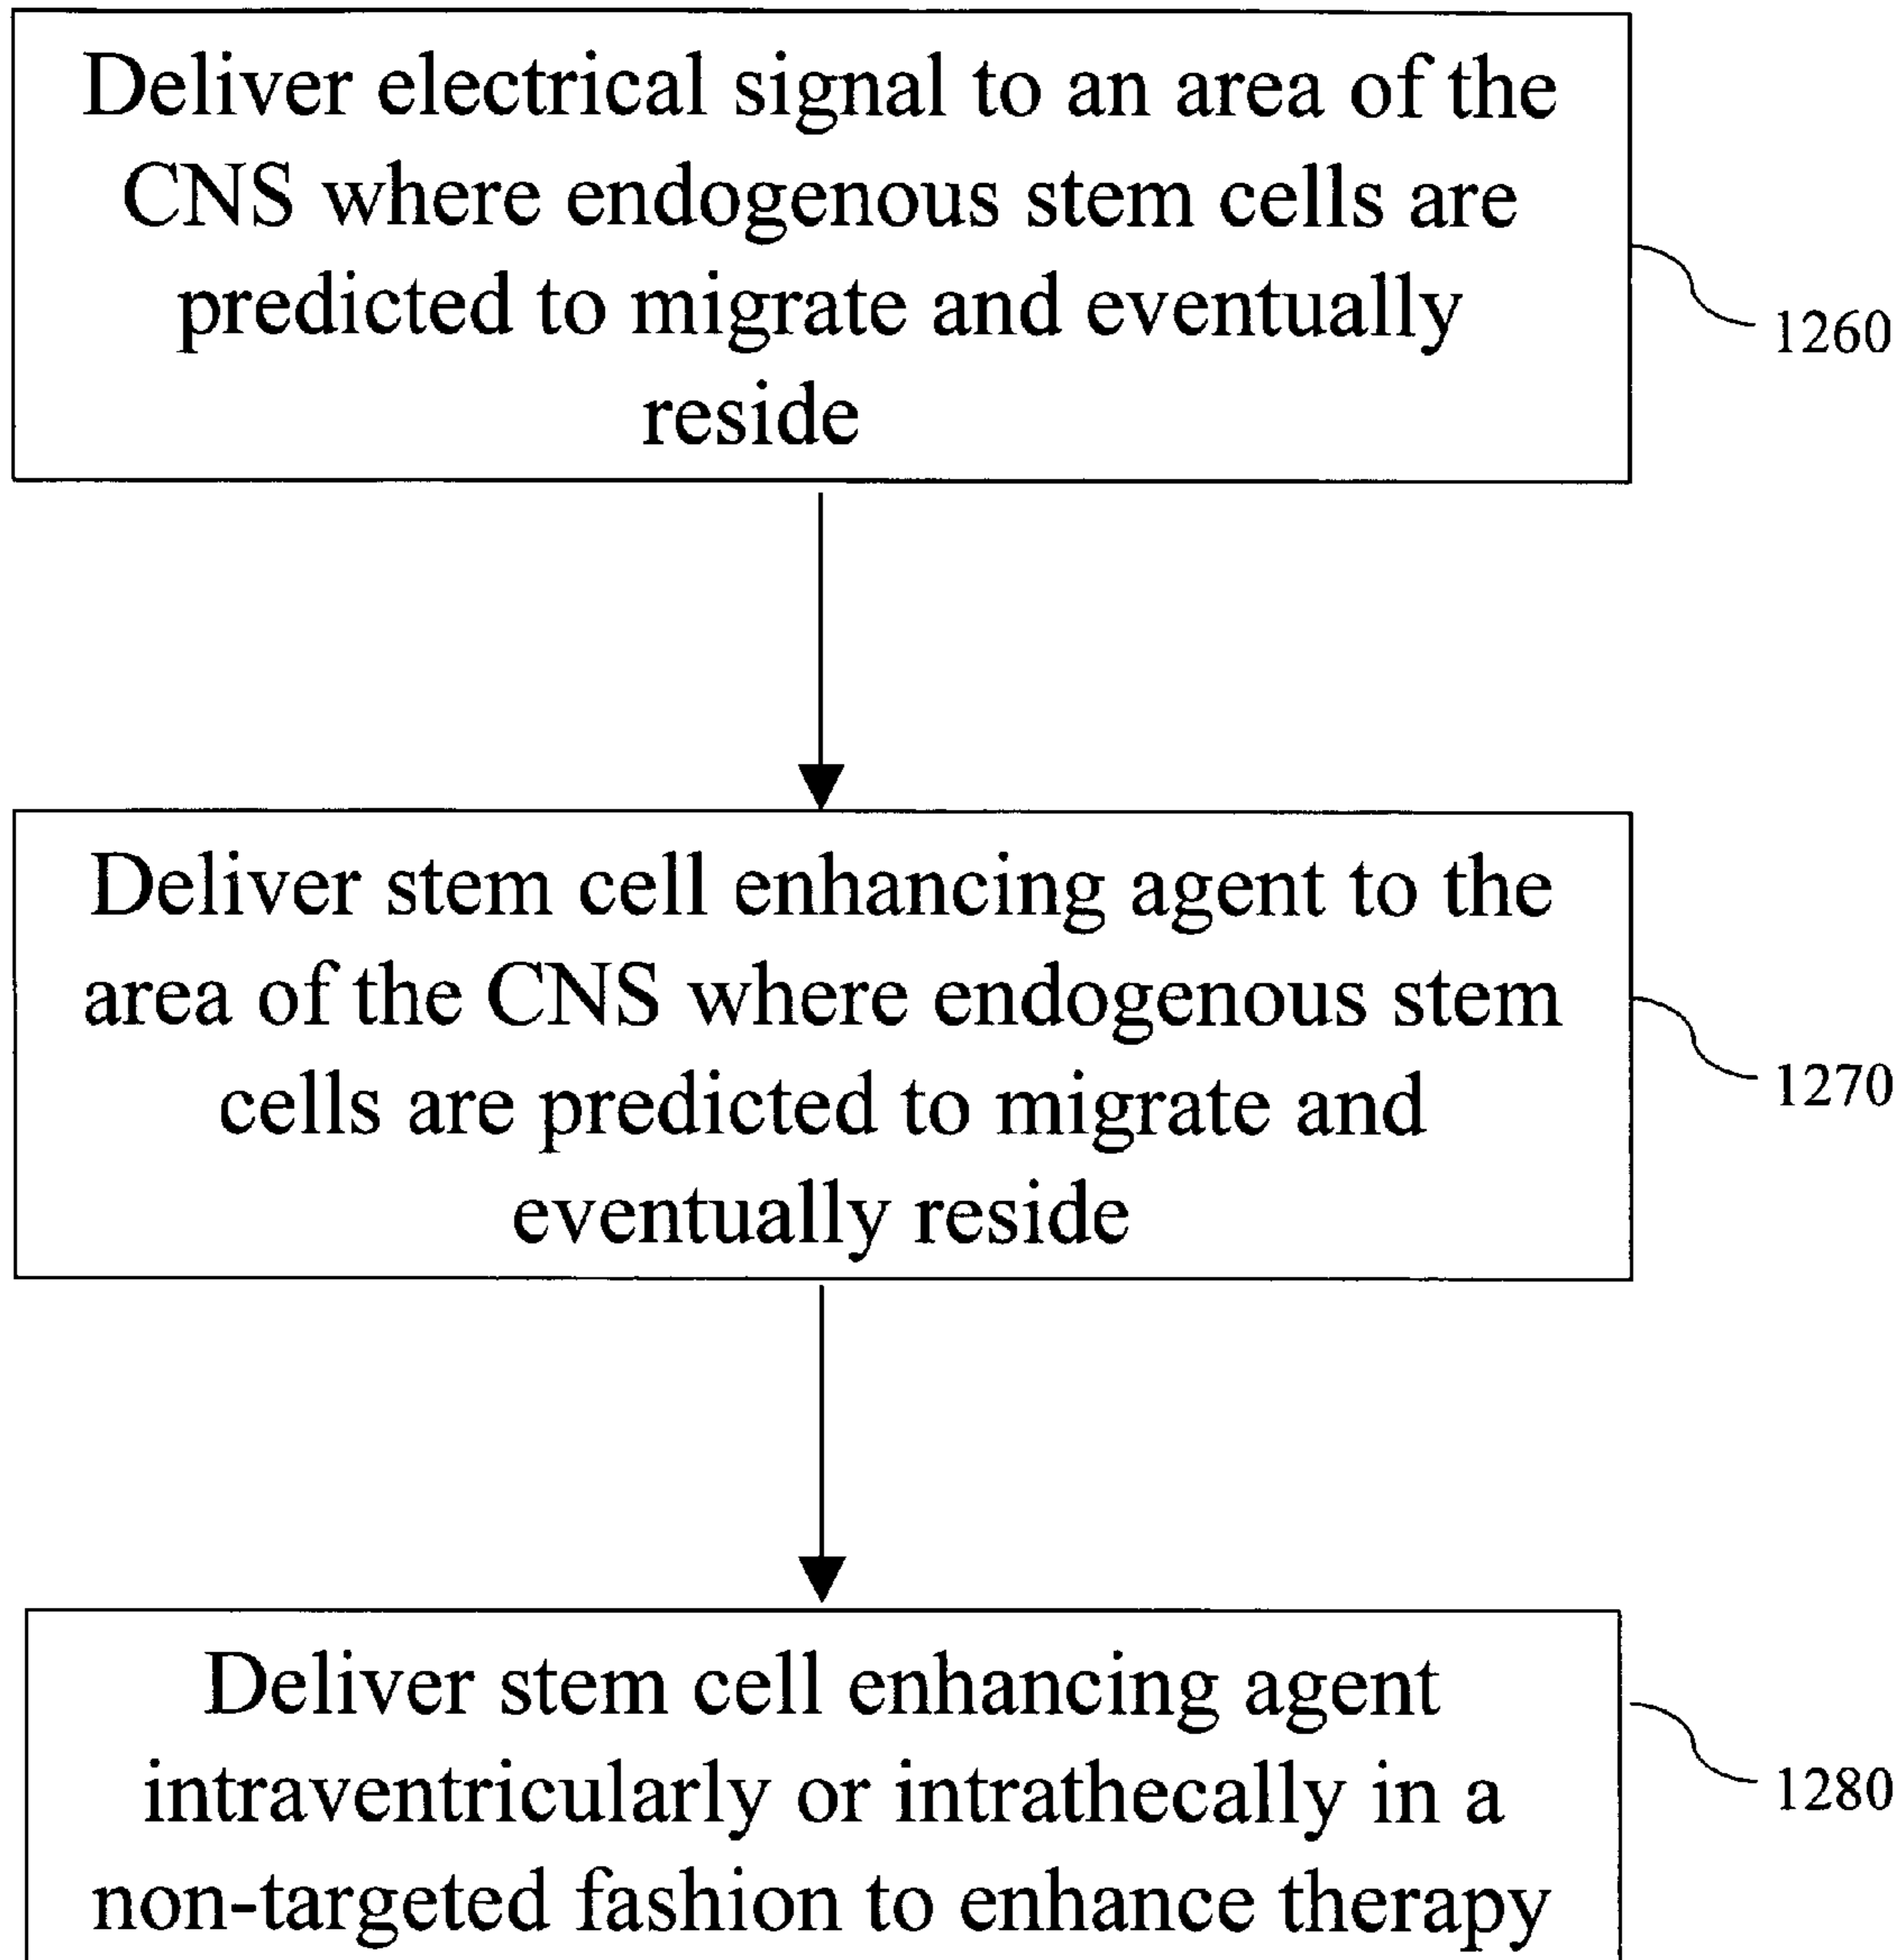 Deliver electrical signal to an area of the
CNS where endogenous stem cells are
predicted to migrate and eventually
reside
1260
Deliver stem cell enhancing agent to the
area of the CNS where endogenous stem
cells are predicted to migrate and
eventually reside
1270
Deliver stem cell enhancing agent
intraventricularly or intrathecally in a
non-targeted fashion to enhance therapy
1280